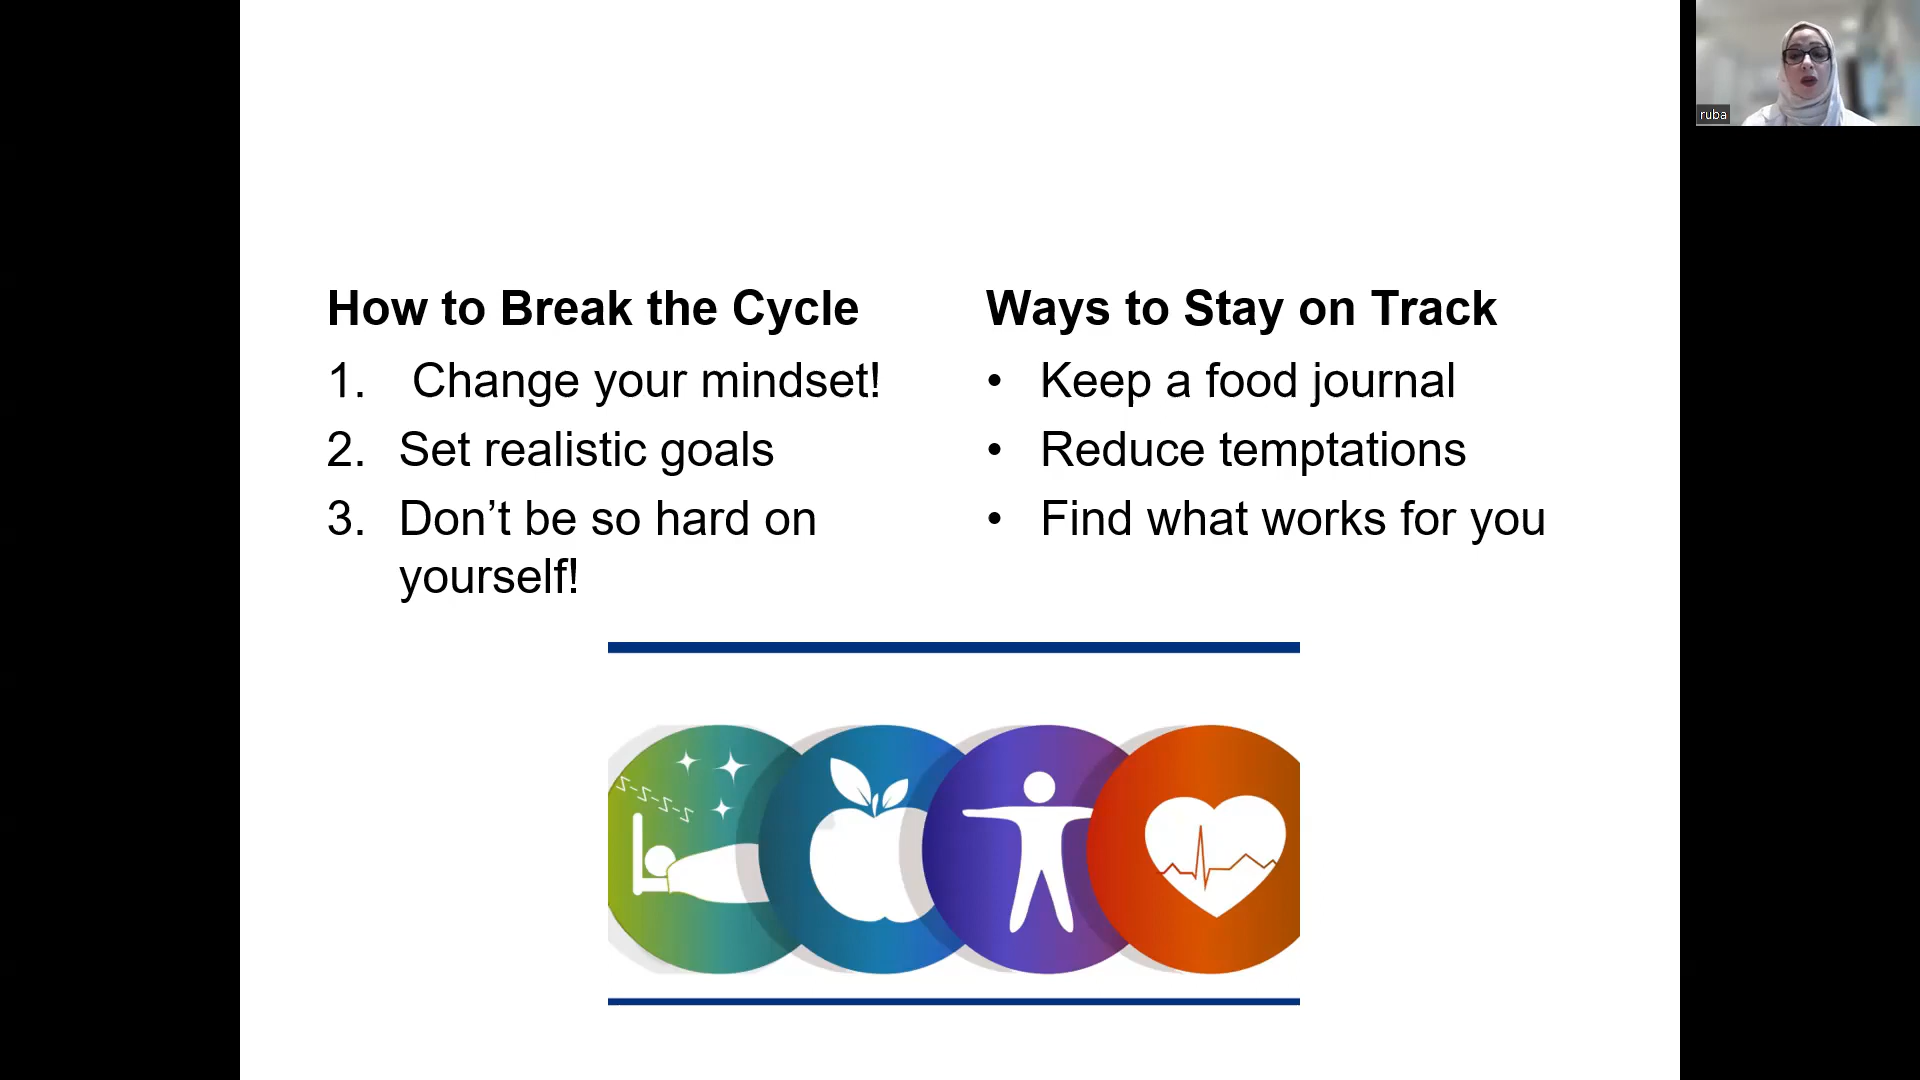 How to Break the Cycle
1. Change your mindset!
2. Set realistic goals
3. Don’t be so hard on
yourself!
Ways to Stay on Track
• Keep a food journal
• Reduce temptations
• Find what works for you
ruba